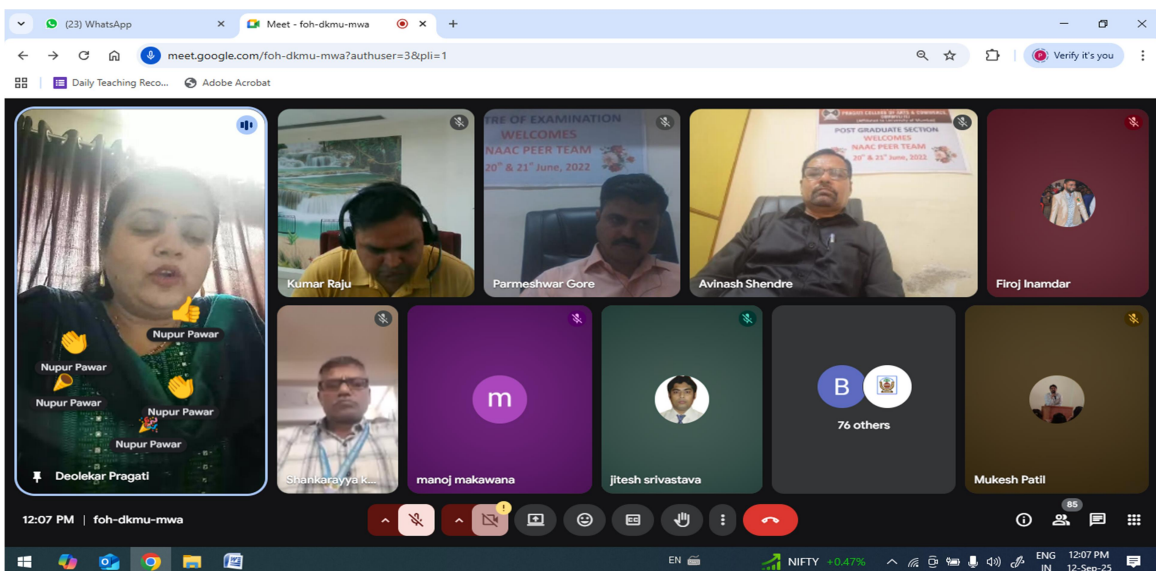 (23) WhatsApp
Meet - foh-dkmu-mwa
meet.google.com/foh-dkmu-mwa?authuser=3&pli=1
Verify it's you
Daily Teaching Reco...
Adobe Acrobat
Nupur Pawar
Nupur Pawar
Nupur Pawar
Nupur Pawar
Nupur Pawar
Deolekar Pragati
Kumar Raju
TRE OF EXAMINATION
WELCOMES
NAAC PEER TEAM
20th & 21st June, 2022
Parmeshwar Gore
POST GRADUATE SECTION
WELCOMES
NAAC PEER TEAM
20th & 21st June, 2022
Avinash Shendre
Firoj Inamdar
Shankarayya k...
m
manoj makawana
jitesh srivastava
B
76 others
Mukesh Patil
12:07 PM | foh-dkmu-mwa
85
EN
NIFTY +0.47%
ENG 12:07 PM
IN 12-Sep-25